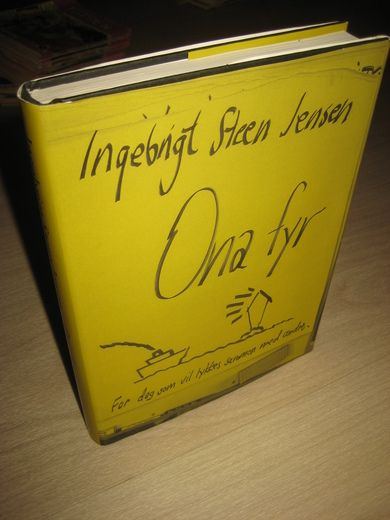 Ingebrigt Steen Jensen
Ona fyr
For deg som vil lykkes sammen med andre.